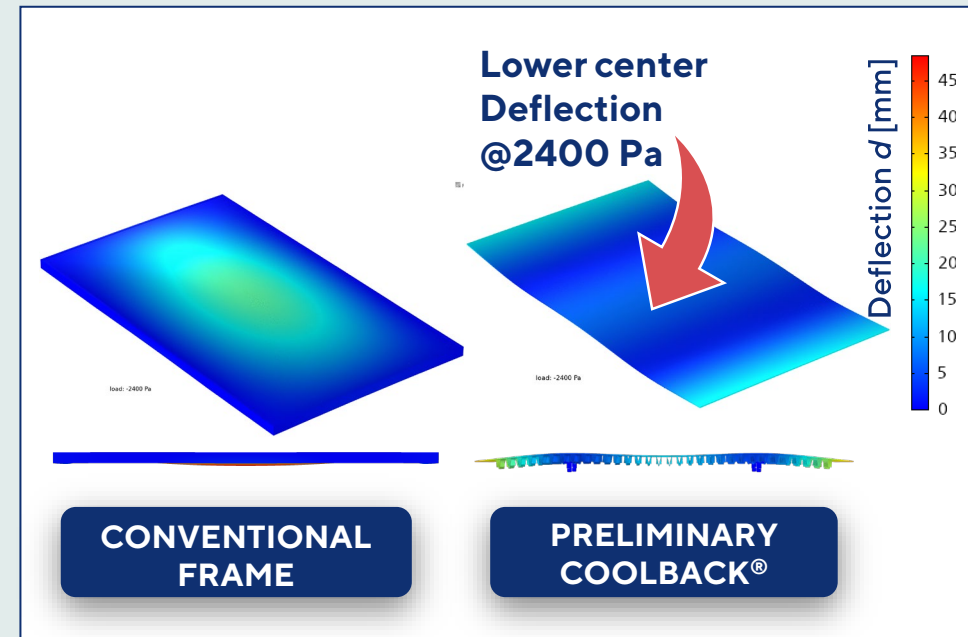 Lower center
Deflection
@2400 Pa
Deflection d [mm]
45
40
35
30
25
20
15
10
5
0
load: -2400 Pa
load: -2400 Pa
CONVENTIONAL
FRAME
PRELIMINARY
COOLBACK®